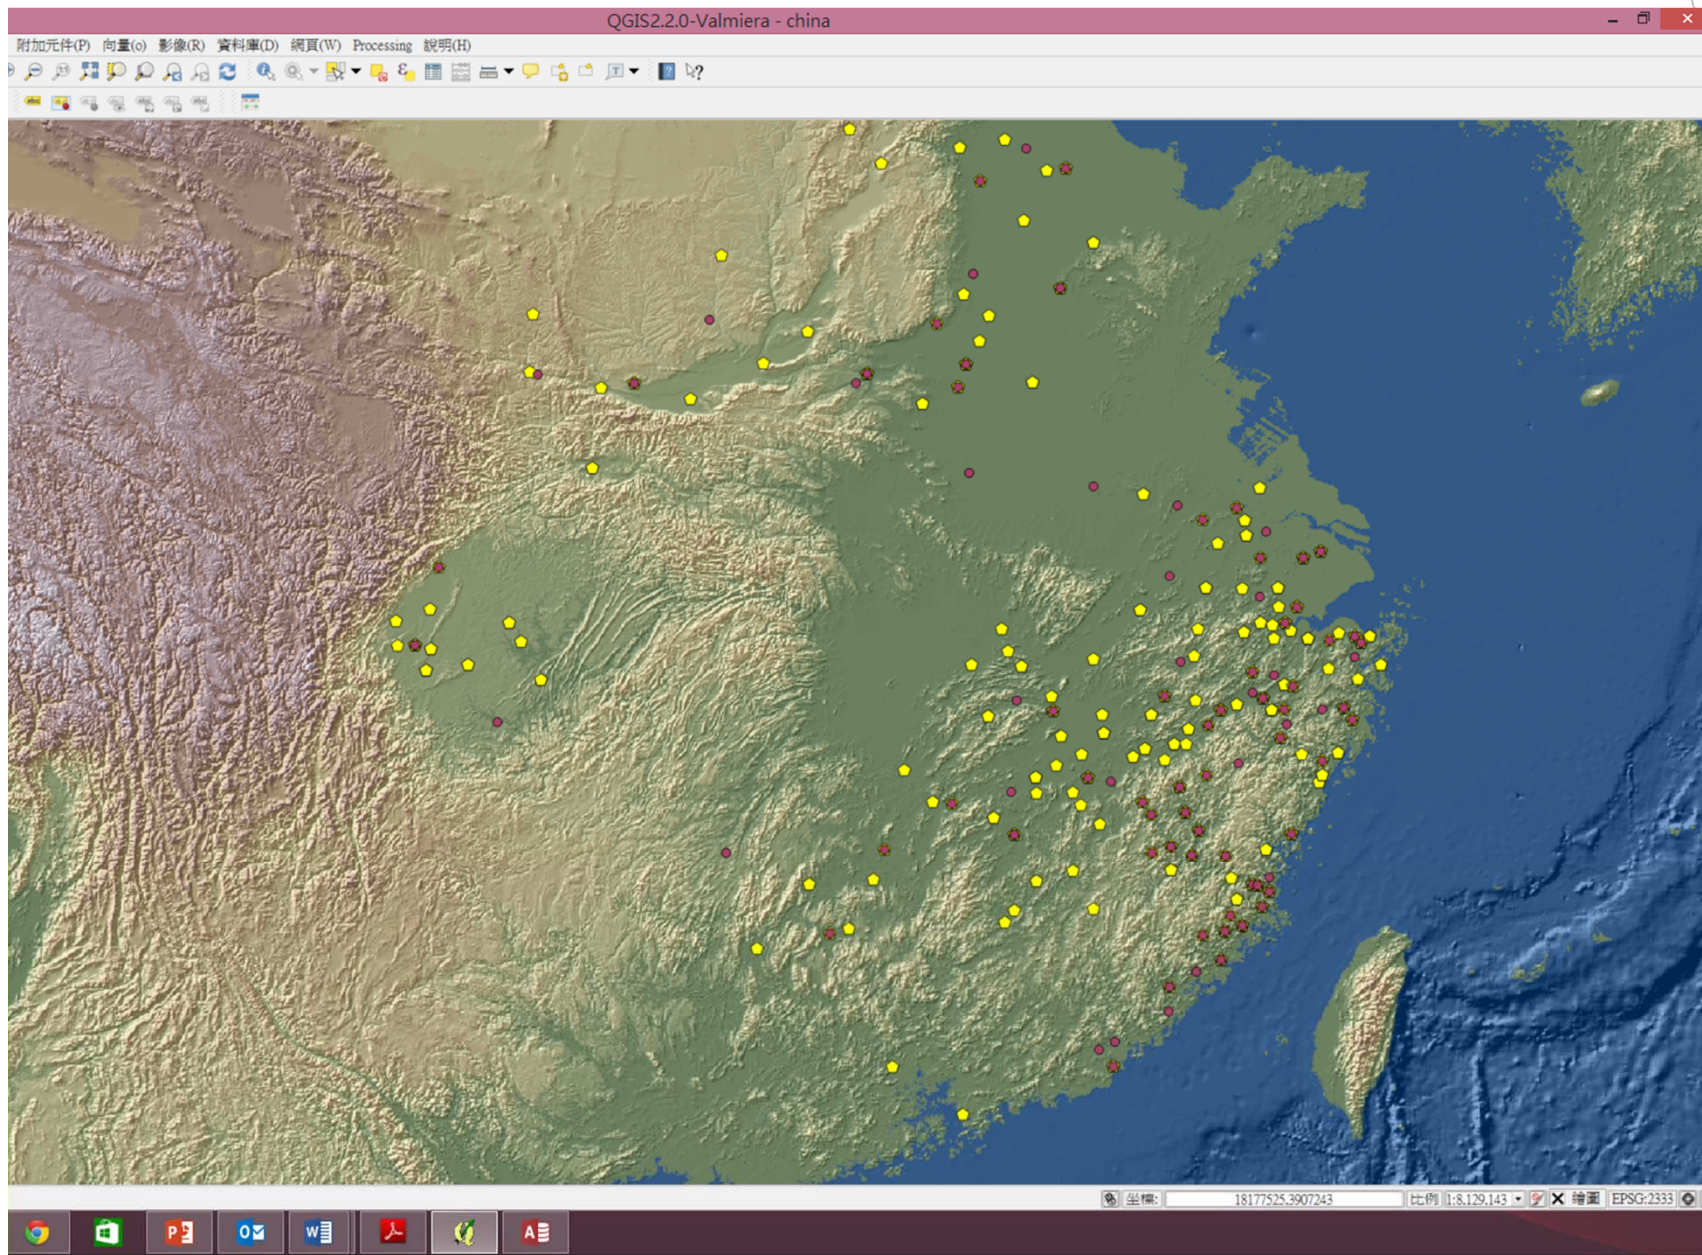 QGIS2.2.0-Valmiera - china
附加元件(P) 向量(o) 影像(R) 資料庫(D) 網頁(W) Processing 說明(H)
坐標: 18177525.3907243 比例 1:8,129,143 繪圖 EPSG:2333